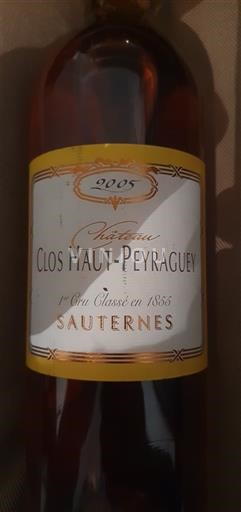 2005
Château
CLOS HAUT-PEYRAGUEY
1er Cru Classé en 1855
SAUTERNES